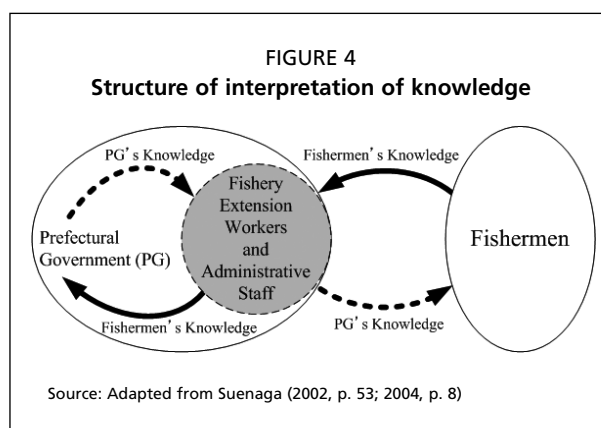 FIGURE 4
Structure of interpretation of knowledge
PG's Knowledge
Fishermen's Knowledge
Fishery
Extension
Workers
and
Administrative
Staff
Prefectural
Government (PG)
Fishermen
Fishermen's Knowledge
PG's Knowledge
Source: Adapted from Suenaga (2002, p. 53; 2004, p. 8)